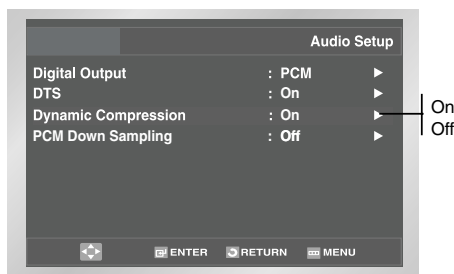 Audio Setup
Digital Output : PCM ►
DTS : On ►
Dynamic Compression : On ►
PCM Down Sampling : Off ►
On
Off
ENTER RETURN MENU